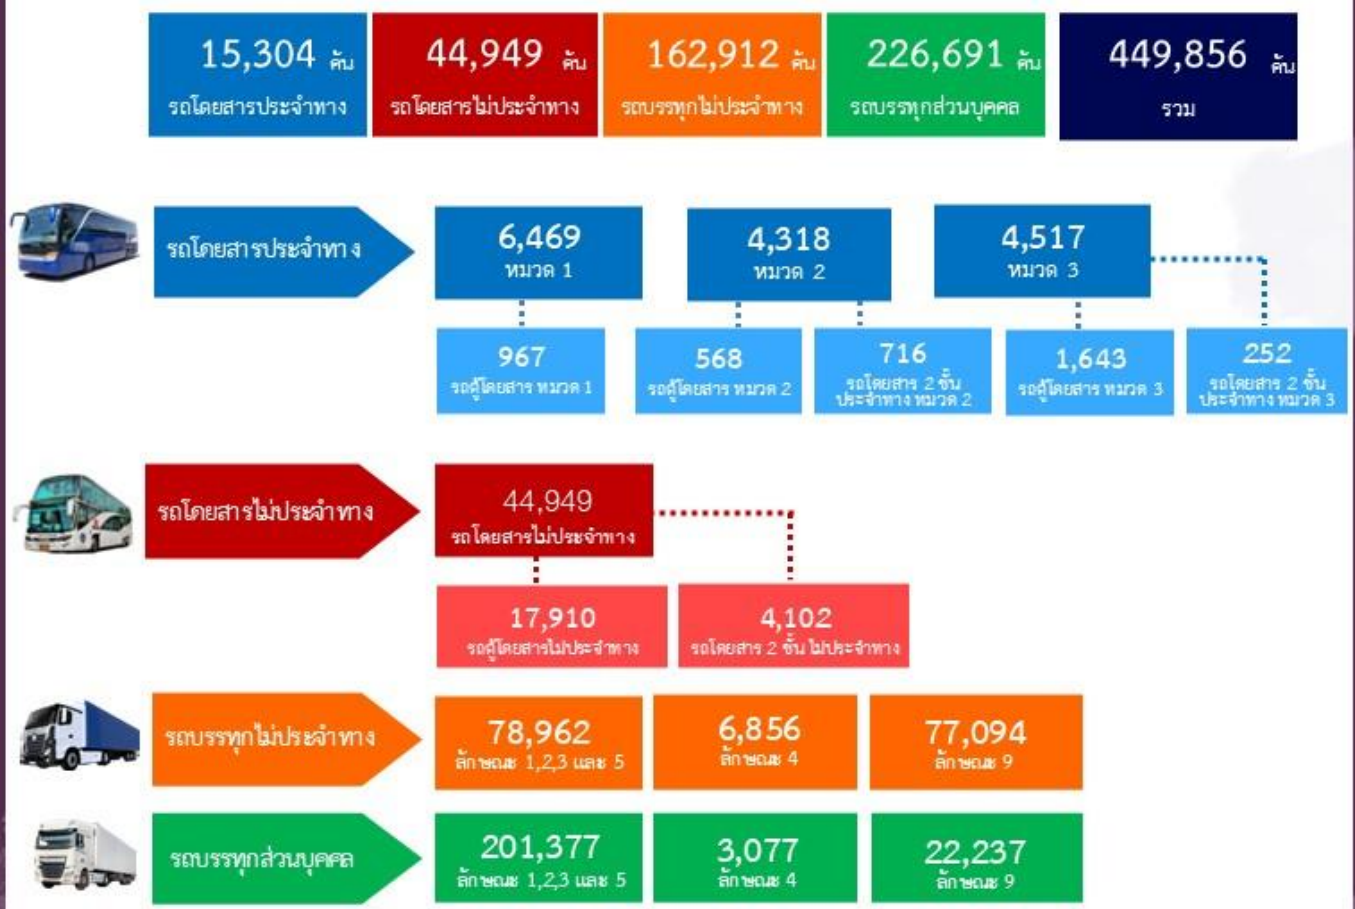 15,304 คัน
รถโดยสารประจำทาง
44,949 คัน
รถโดยสารไม่ประจำทาง
162,912 คัน
รถบรรทุกไม่ประจำทาง
226,691 คัน
รถบรรทุกส่วนบุคคล
449,856 คัน
รวม
รถโดยสารประจำทาง
6,469
หมวด 1
4,318
หมวด 2
4,517
หมวด 3
967
รถตู้โดยสาร หมวด 1
568
รถตู้โดยสาร หมวด 2
716
รถโดยสาร 2 ชั้น
ประจำทาง หมวด 2
1,643
รถตู้โดยสาร หมวด 3
252
รถโดยสาร 2 ชั้น
ประจำทาง หมวด 3
รถโดยสารไม่ประจำทาง
44,949
รถโดยสารไม่ประจำทาง
17,910
รถตู้โดยสารไม่ประจำทาง
4,102
รถโดยสาร 2 ชั้น ไม่ประจำทาง
รถบรรทุกไม่ประจำทาง
78,962
ลักษณะ 1,2,3 และ 5
6,856
ลักษณะ 4
77,094
ลักษณะ 9
รถบรรทุกส่วนบุคคล
201,377
ลักษณะ 1,2,3 และ 5
3,077
ลักษณะ 4
22,237
ลักษณะ 9